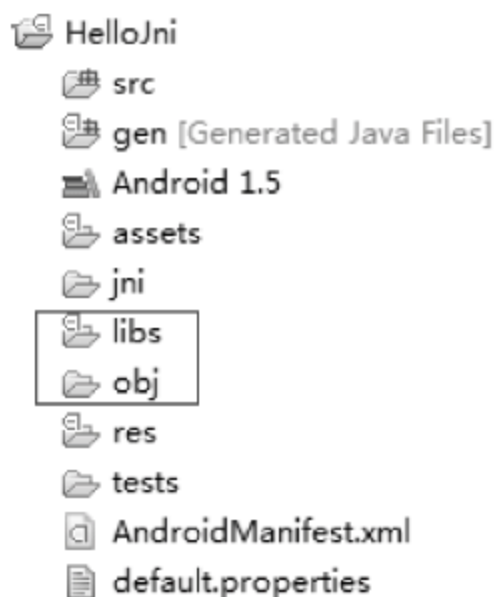 HelloJni
src
gen [Generated Java Files]
Android 1.5
assets
jni
libs
obj
res
tests
AndroidManifest.xml
default.properties